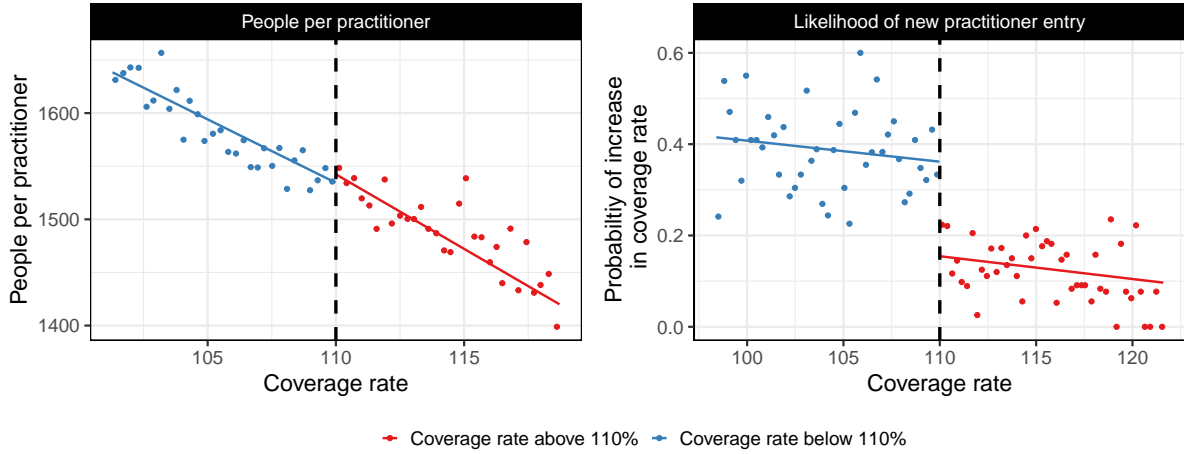 People per practitioner
People per practitioner
1600
1500
1400
105
110
115
Coverage rate
Likelihood of new practitioner entry
Probabiltiy of increase
in coverage rate
0.6
0.4
0.2
0.0
100
105
110
115
120
Coverage rate
Coverage rate above 110%
Coverage rate below 110%